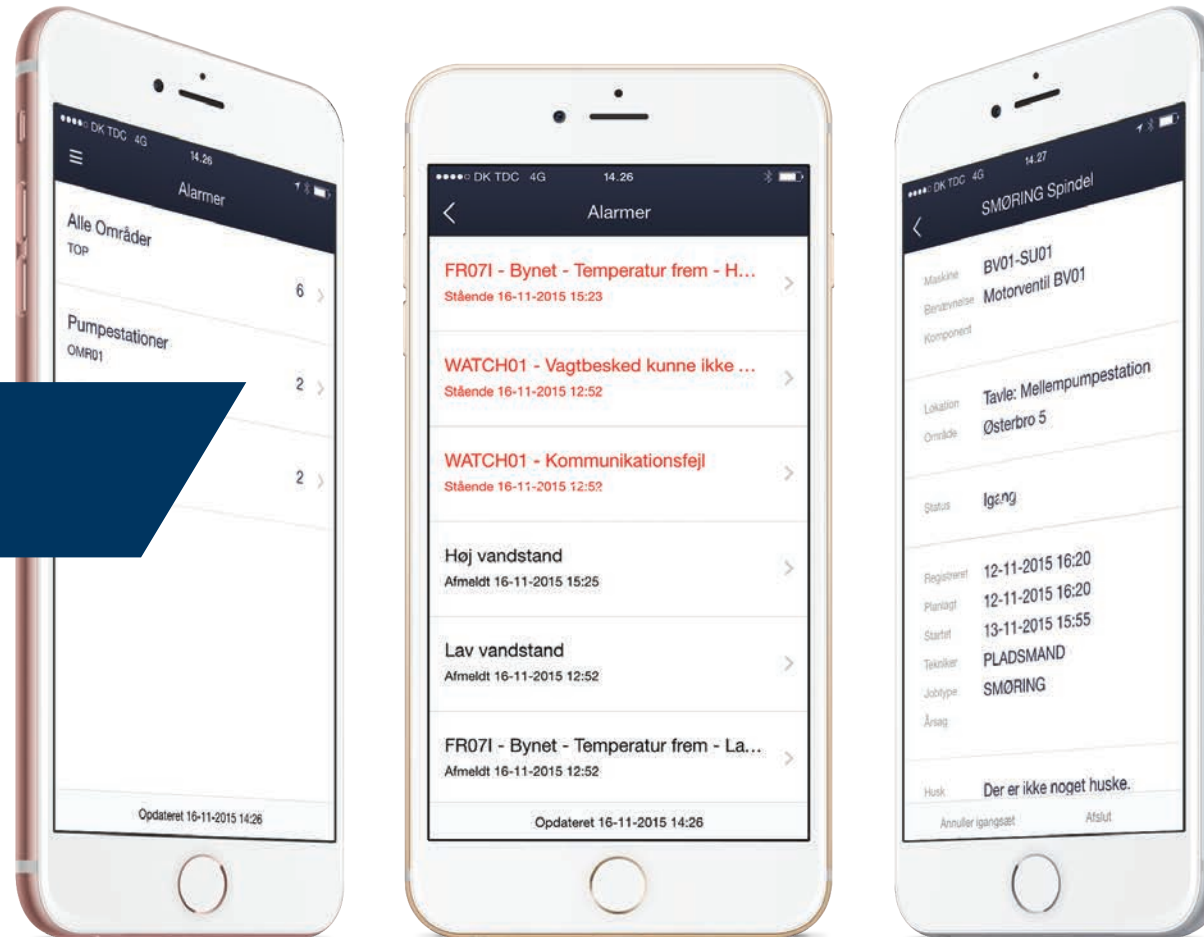 DK TDC 4G 14.26
Alarmer
Alle Områder
TOP
6
Pumpestationer
OMR01
2
2
Opdateret 16-11-2015 14:26
DK TDC 4G 14.26
Alarmer
FR07I - Bynet - Temperatur frem - H...
Stående 16-11-2015 15:23
WATCH01 - Vagtbesked kunne ikke ...
Stående 16-11-2015 12:52
WATCH01 - Kommunikationsfejl
Stående 16-11-2015 12:52
Høj vandstand
Afmeldt 16-11-2015 15:25
Lav vandstand
Afmeldt 16-11-2015 12:52
FR07I - Bynet - Temperatur frem - La...
Afmeldt 16-11-2015 12:52
Opdateret 16-11-2015 14:26
DK TDC 4G 14.27
SMØRING Spindel
Maskine BV01-SU01
Benævnelse Motorventil BV01
Komponent
Lokation Tavle: Mellempumpestation
Område Østerbro 5
Status Igang
Registreret 12-11-2015 16:20
Planlagt 12-11-2015 16:20
Startet 13-11-2015 15:55
Tekniker PLADSMAND
Jobtype SMØRING
Årsag
Husk Der er ikke noget huske.
Annuller igangsæt Afslut